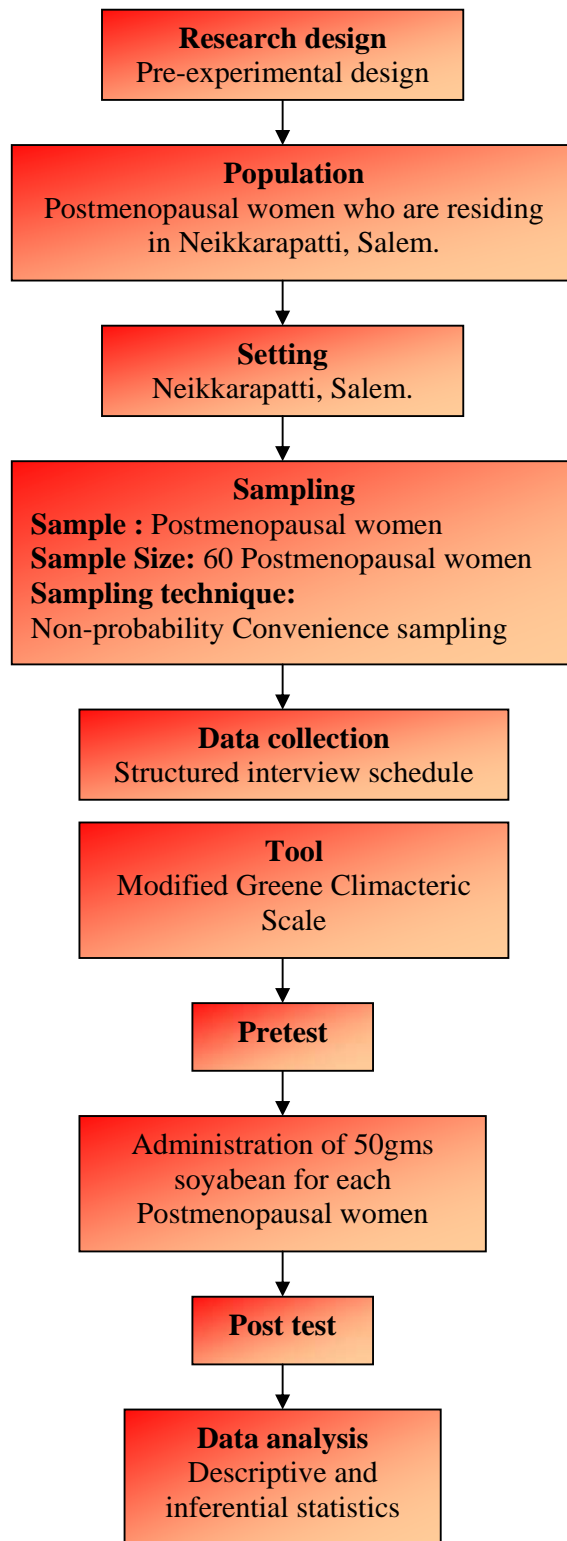 Research design
Pre-experimental design
Population
Postmenopausal women who are residing
in Neikkarapatti, Salem.
Setting
Neikkarapatti, Salem.
Sampling
Sample : Postmenopausal women
Sample Size: 60 Postmenopausal women
Sampling technique:
Non-probability Convenience sampling
Data collection
Structured interview schedule
Tool
Modified Greene Climacteric
Scale
Pretest
Administration of 50gms
soyabean for each
Postmenopausal women
Post test
Data analysis
Descriptive and
inferential statistics